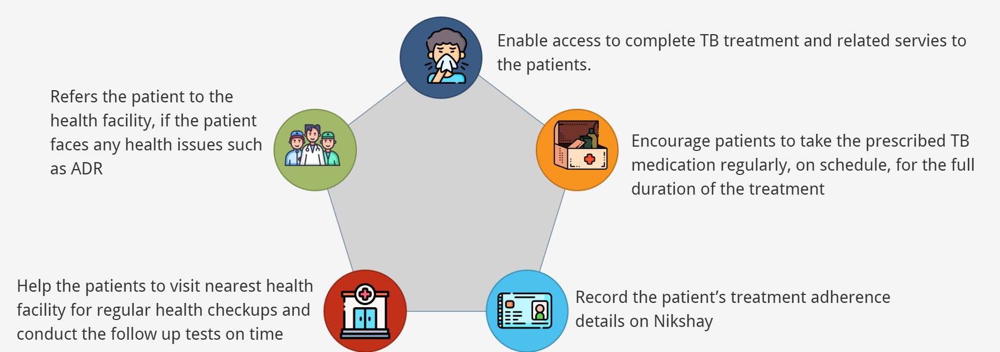 Enable access to complete TB treatment and related servies to
the patients.
Encourage patients to take the prescribed TB
medication regularly, on schedule, for the full
duration of the treatment
Record the patient’s treatment adherence
details on Nikshay
Help the patients to visit nearest health
facility for regular health checkups and
conduct the follow up tests on time
Refers the patient to the
health facility, if the patient
faces any health issues such
as ADR